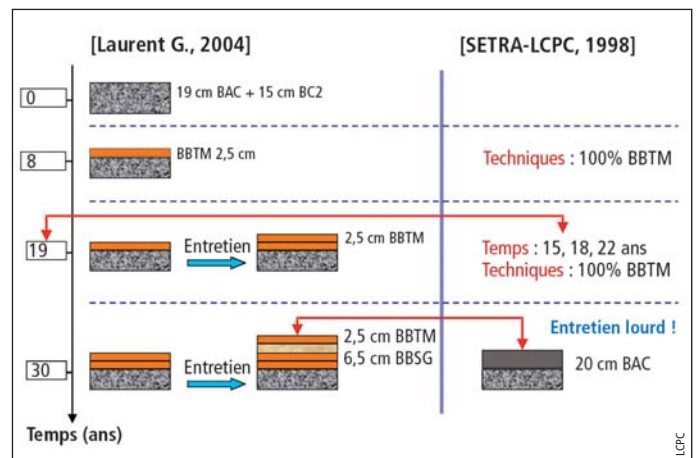 [Laurent G., 2004]
[SETRA-LCPC, 1998]
0
19 cm BAC + 15 cm BC2
8
BBTM 2,5 cm
Techniques : 100% BBTM
19
Entretien
2,5 cm BBTM
Temps : 15, 18, 22 ans
Techniques : 100% BBTM
30
Entretien
2,5 cm BBTM
6,5 cm BBSG
Entretien lourd !
20 cm BAC
Temps (ans)
LCPC